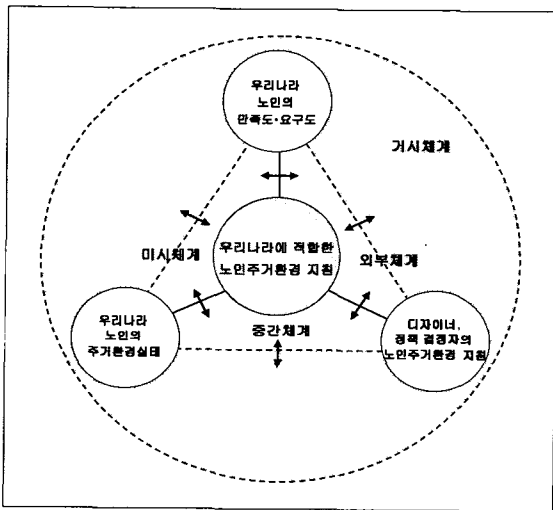 우리나라
노인의
만족도·요구도
거시체계
미시체계
우리나라에 적합한
노인주거환경 지침
외부체계
우리나라
노인의
주거환경실태
중간체계
디자이너,
정책 결정자의
노인주거환경 지침